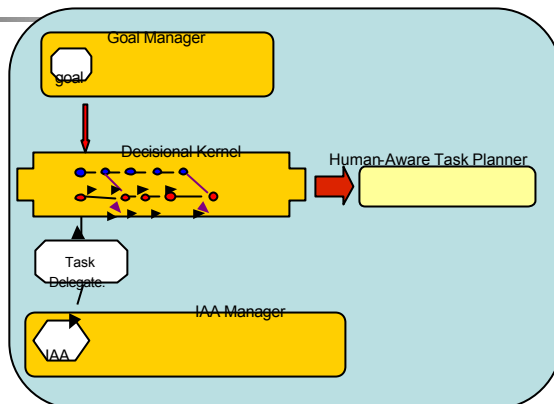 Goal Manager
goal
Decisional Kernel
Human-Aware Task Planner
Task
Delegate.
IAA Manager
IAA